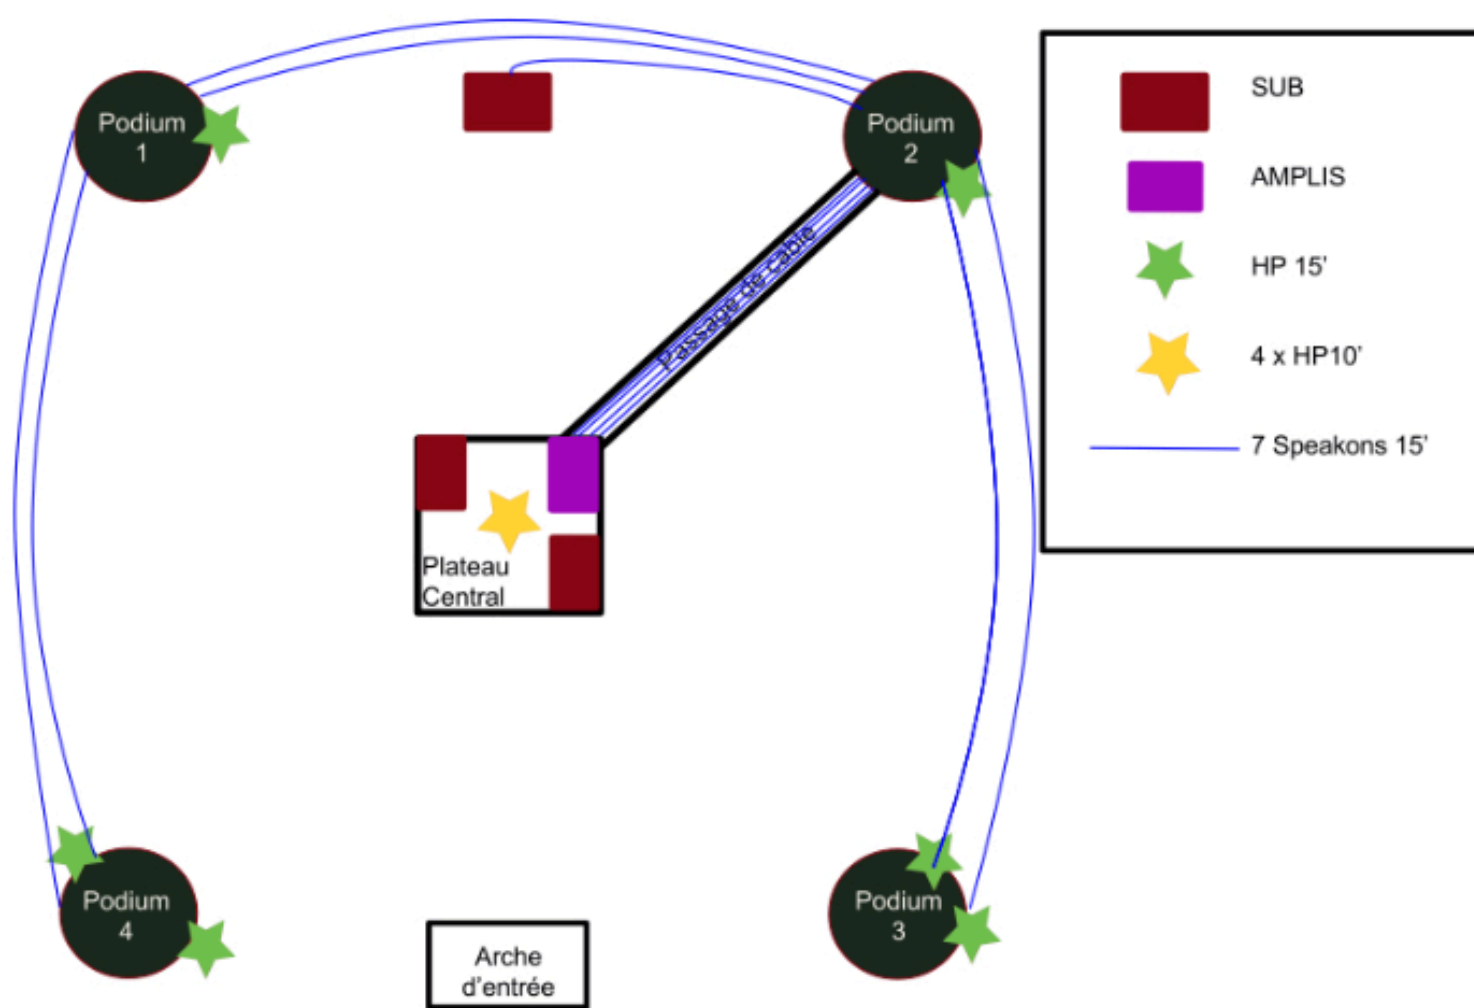 Podium
1
Podium
2
SUB
AMPLIS
HP 15'
4 x HP10'
7 Speakons 15'
Passage de cable
Plateau
Central
Podium
4
Podium
3
Arche
d'entrée